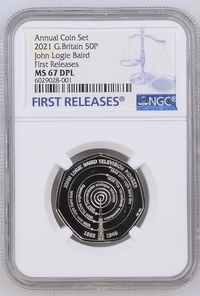 Annual Coin Set
2021 G.Britain 50P
John Logie Baird
First Releases
MS 67 DPL
6029028-001
FIRST RELEASES®
NGC
JOHN LOGIE BAIRD TELEVISION PIONEER
1888 1946